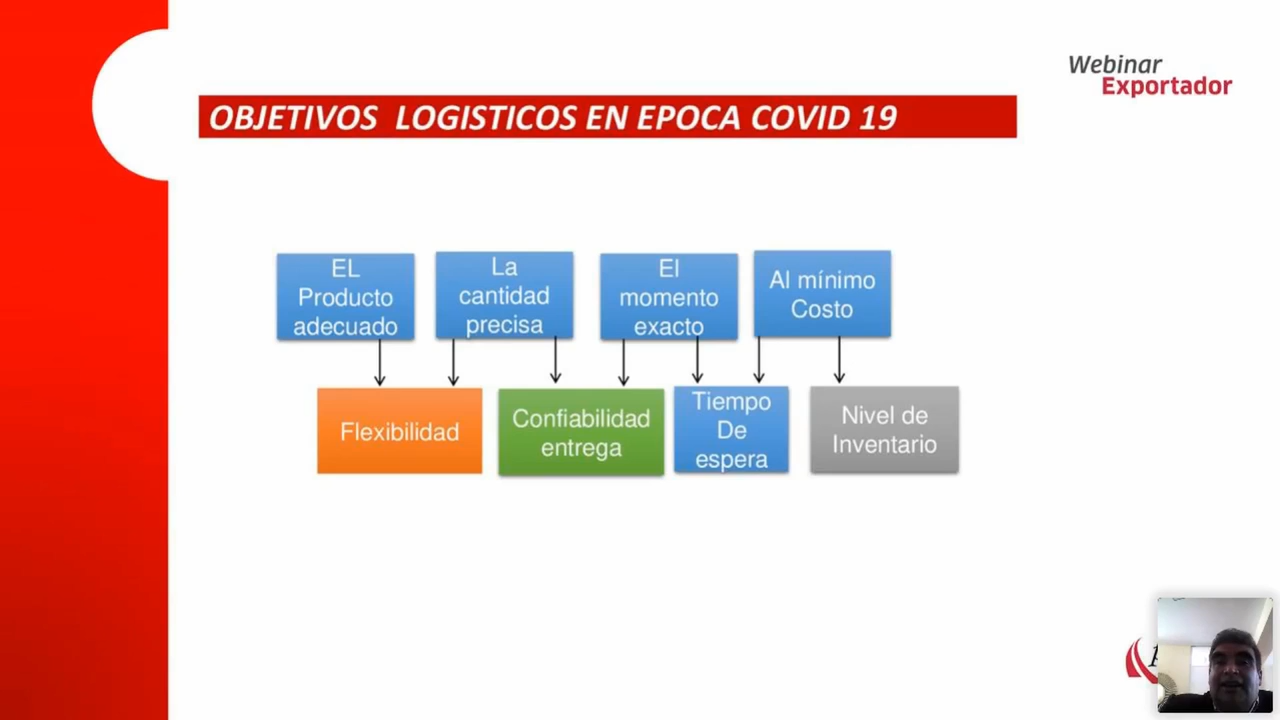 Webinar
Exportador
OBJETIVOS LOGISTICOS EN EPOCA COVID 19
EL
Producto
adecuado
La
cantidad
precisa
El
momento
exacto
Al mínimo
Costo
Flexibilidad
Confiabilidad
entrega
Tiempo
De
espera
Nivel de
Inventario